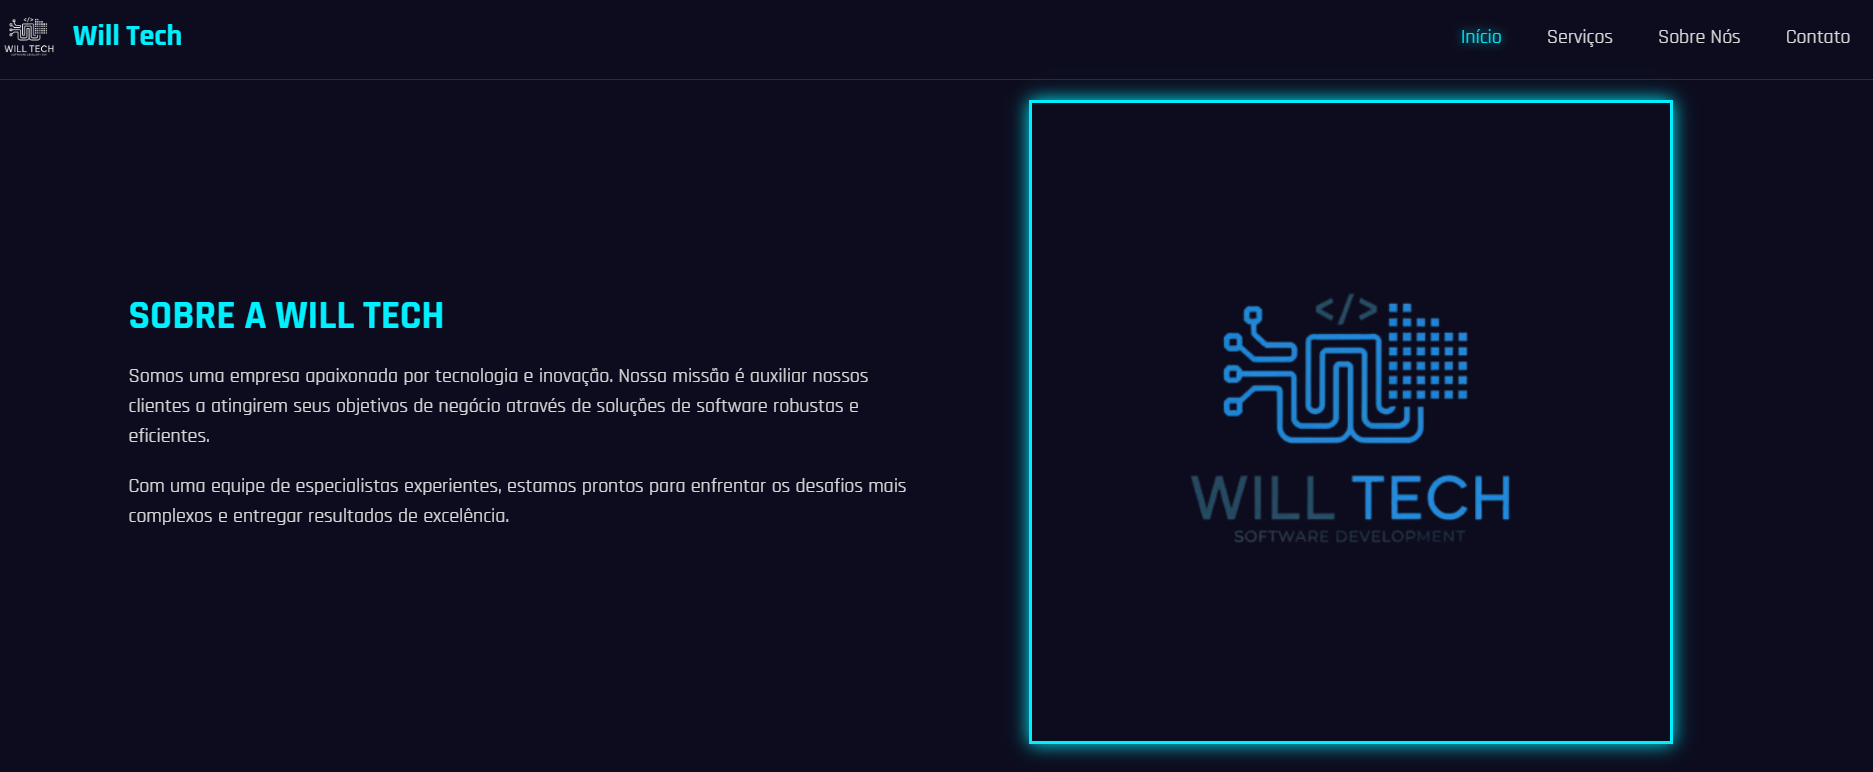 WILL TECH
Will Tech
Início
Serviços
Sobre Nós
Contato
SOBRE A WILL TECH
Somos uma empresa apaixonada por tecnologia e inovação. Nossa missão é auxiliar nossos
clientes a atingirem seus objetivos de negócio através de soluções de software robustas e
eficientes.
Com uma equipe de especialistas experientes, estamos prontos para enfrentar os desafios mais
complexos e entregar resultados de excelência.
</>
WILL TECH
SOFTWARE DEVELOPMENT